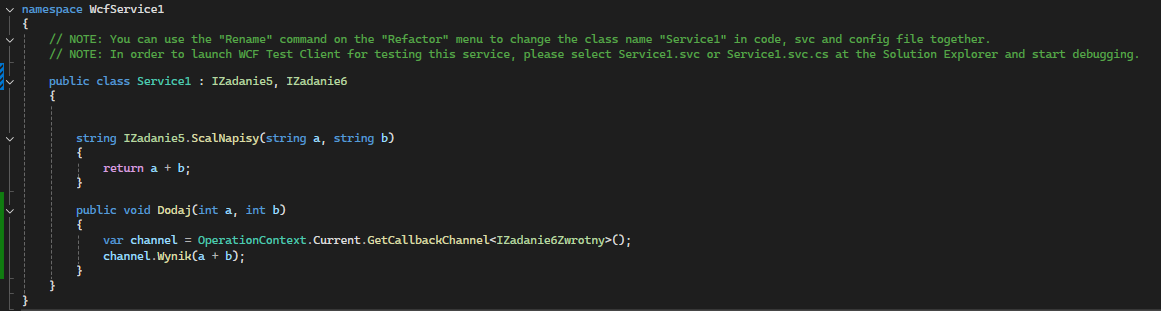 namespace WcfService1
{
// NOTE: You can use the "Rename" command on the "Refactor" menu to change the class name "Service1" in code, svc and config file together.
// NOTE: In order to launch WCF Test Client for testing this service, please select Service1.svc or Service1.svc.cs at the Solution Explorer and start debugging.
public class Service1 : IZadanie5, IZadanie6
{
string IZadanie5.ScalNapisy(string a, string b)
{
return a + b;
}
public void Dodaj(int a, int b)
{
var channel = OperationContext.Current.GetCallbackChannel<IZadanie6Zwrotny>();
channel.Wynik(a + b);
}
}
}